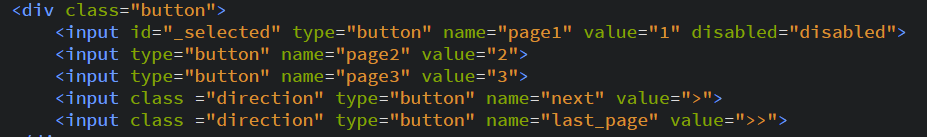 <div class="button">
<input id="_selected" type="button" name="page1" value="1" disabled="disabled">
<input type="button" name="page2" value="2">
<input type="button" name="page3" value="3">
<input class ="direction" type="button" name="next" value=">">
<input class ="direction" type="button" name="last_page" value=">>">